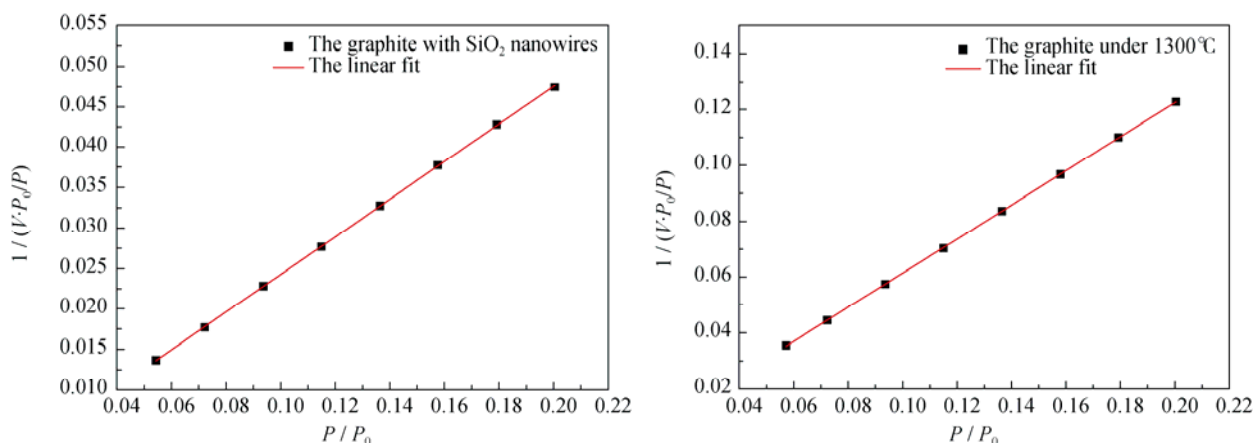 0.055
0.050
0.045
0.040
0.035
0.030
0.025
0.020
0.015
0.010
1 / (V·P₀/P)
■ The graphite with SiO₂ nanowires
The linear fit
0.04 0.06 0.08 0.10 0.12 0.14 0.16 0.18 0.20 0.22
P / P₀
0.14
0.12
0.10
0.08
0.06
0.04
0.02
1 / (V·P₀/P)
■ The graphite under 1300℃
The linear fit
0.04 0.06 0.08 0.10 0.12 0.14 0.16 0.18 0.20 0.22
P / P₀